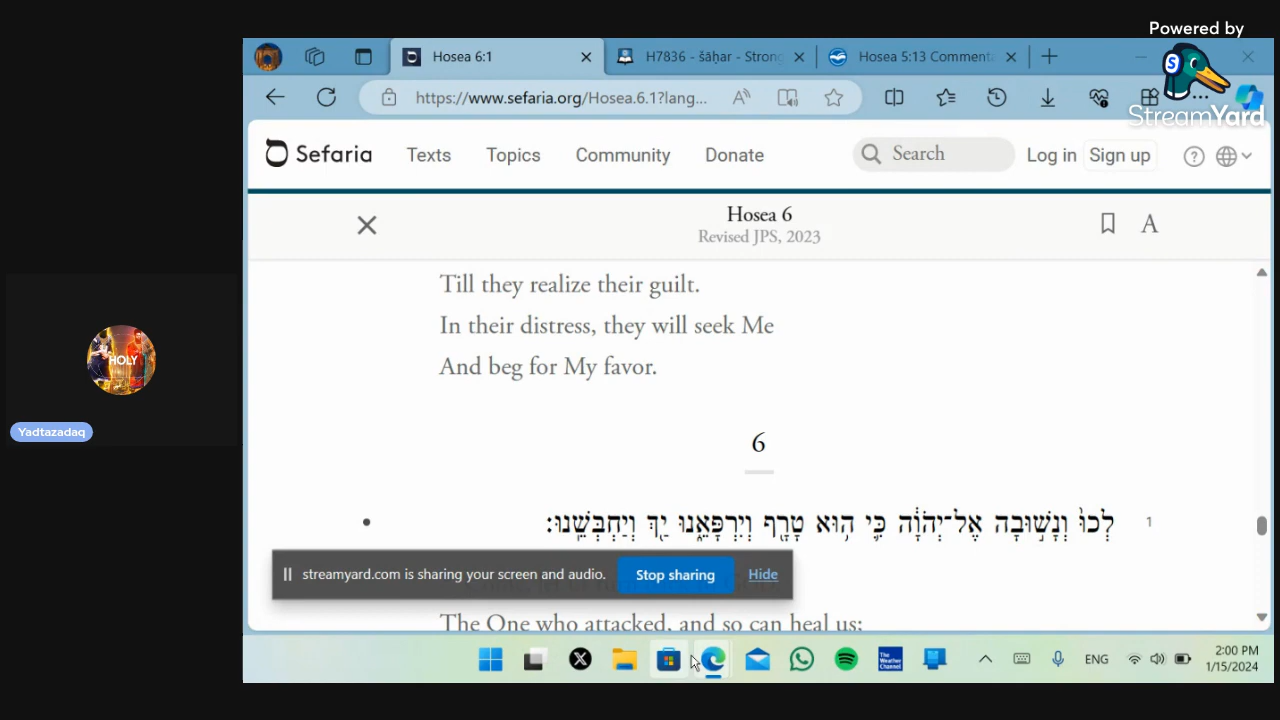 Powered by
StreamYard
Hosea 6:1
H7836 - šāḥar - Strong
Hosea 5:13 Comment
https://www.sefaria.org/Hosea.6.1?lang...
Sefaria
Texts
Topics
Community
Donate
Search
Log in
Sign up
Hosea 6
Revised JPS, 2023
A
Till they realize their guilt.
In their distress, they will seek Me
And beg for My favor.
6
1
לְכוּ֙ וְנָשׁ֣וּבָה אֶל־יְהֹוָ֔ה כִּ֛י ה֥וּא טָרָ֖ף וְיִרְפָּאֵ֑נוּ יַ֖ךְ וְיַחְבְּשֵֽׁנוּ׃
streamyard.com is sharing your screen and audio.
Stop sharing
Hide
The One who attacked, and so can heal us;
HOLY
Yadtazadaq
The Weather Channel
ENG
2:00 PM
1/15/2024